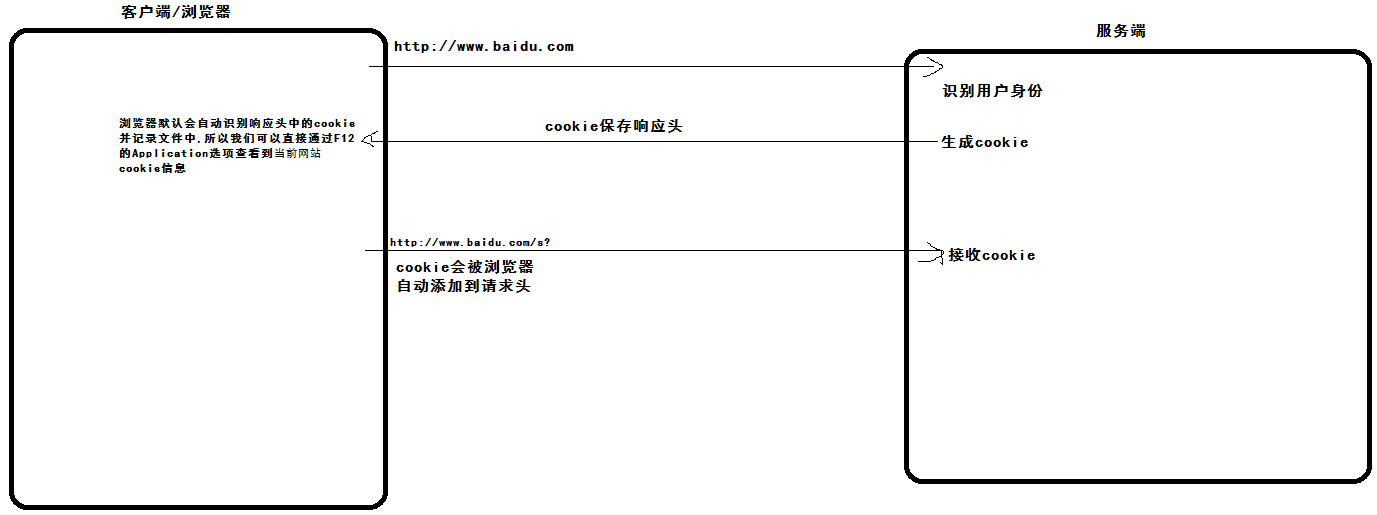 客户端/浏览器
服务端
http://www.baidu.com
识别用户身份
浏览器默认会自动识别响应头中的cookie
并记录文件中,所以我们可以直接通过F12
的Application选项查看到当前网站
cookie信息
cookie保存响应头
生成cookie
http://www.baidu.com/s?
接收cookie
cookie会被浏览器
自动添加到请求头